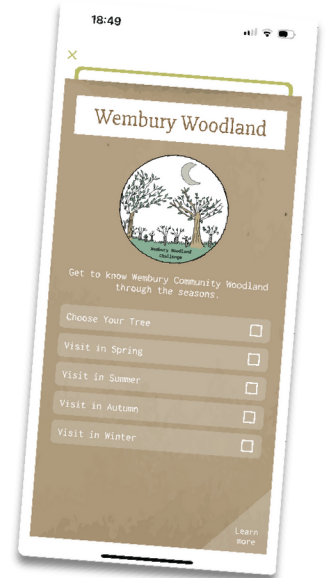 18:49
Wembury Woodland
Wembury Woodland
Challenge
Get to know Wembury Community Woodland
through the seasons.
Choose Your Tree
Visit in Spring
Visit in Summer
Visit in Autumn
Visit in Winter
Learn
more